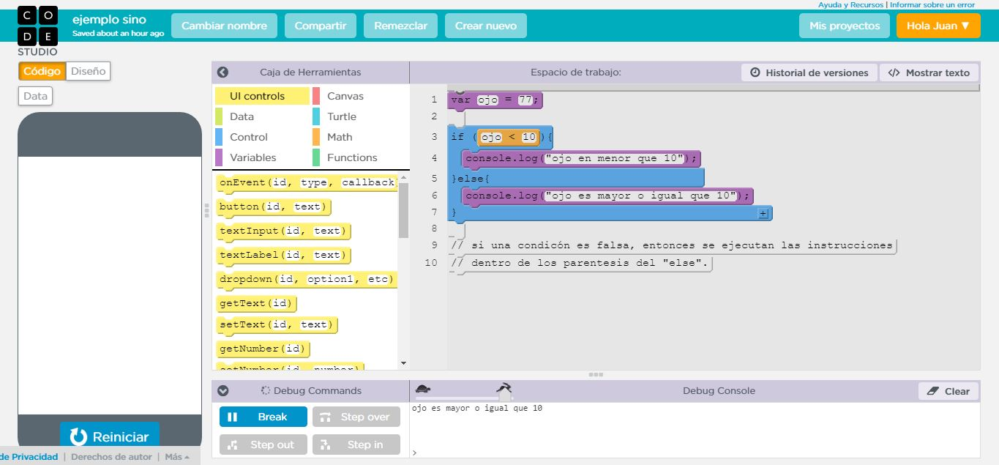 Ayuda y Recursos | Informar sobre un error
C O
D E
STUDIO
ejemplo sino
Saved about an hour ago
Cambiar nombre
Compartir
Remezclar
Crear nuevo
Mis proyectos
Hola Juan ▼
Código
Diseño
Data
Caja de Herramientas
Espacio de trabajo:
Historial de versiones
</> Mostrar texto
UI controls
Canvas
Data
Turtle
Control
Math
Variables
Functions
onEvent(id, type, callback
button(id, text)
textInput(id, text)
textLabel(id, text)
dropdown(id, option1, etc)
getText(id)
setText(id, text)
getNumber(id)
setNumber(id, number)
1 var ojo = 77;
2
3 if (ojo < 10){
4 console.log("ojo en menor que 10");
5 }else{
6 console.log("ojo es mayor o igual que 10");
7 } +
8
9 // si una condicón es falsa, entonces se ejecutan las instrucciones
10 // dentro de los parentesis del "else".
Debug Commands
Debug Console
Clear
Break
Step over
Step out
Step in
ojo es mayor o igual que 10
>
Reiniciar
de Privacidad | Derechos de autor | Más